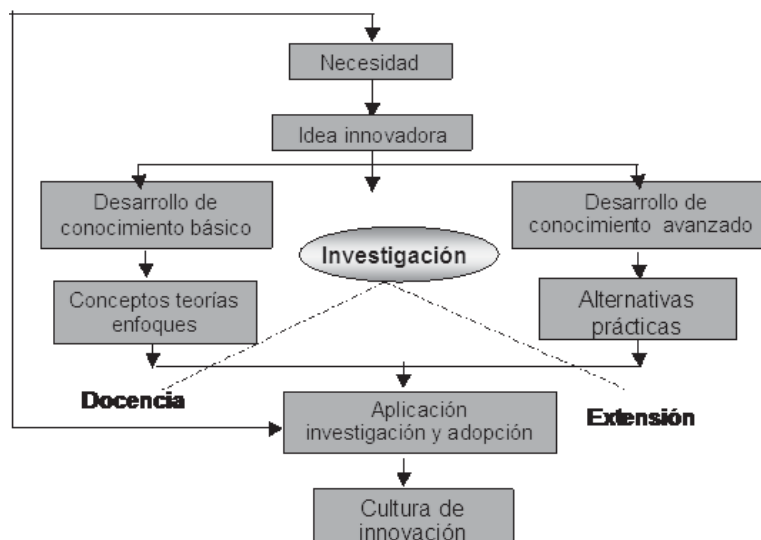 Necesidad
Idea innovadora
Desarrollo de
conocimiento básico
Desarrollo de
conocimiento avanzado
Investigación
Conceptos teorías
enfoques
Alternativas
prácticas
Docencia
Extensión
Aplicación
investigación y adopción
Cultura de
innovación